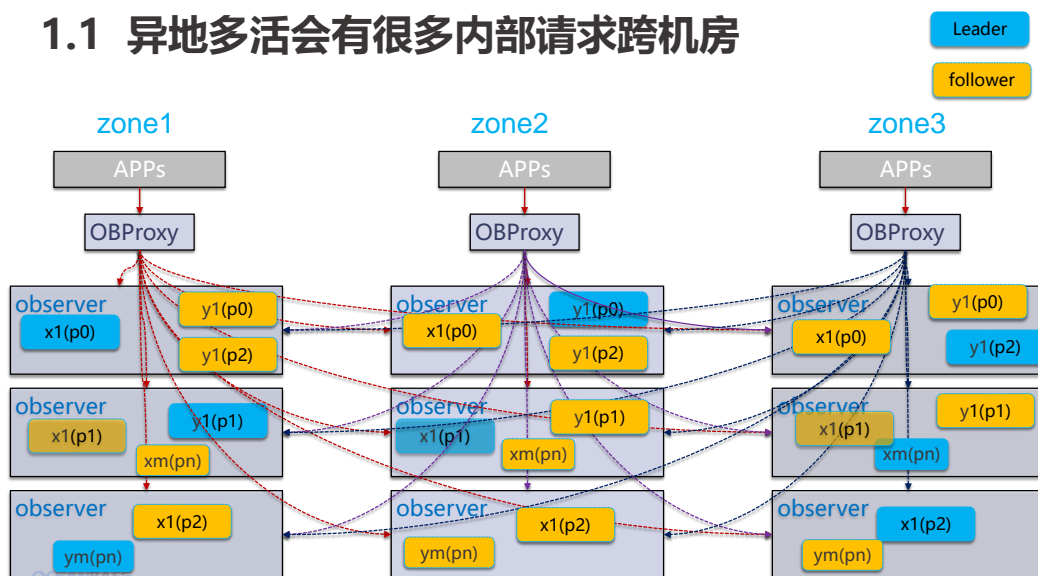 1.1 异地多活会有很多内部请求跨机房
Leader
follower
zone1
zone2
zone3
APPs
APPs
APPs
OBProxy
OBProxy
OBProxy
observer
y1(p0)
x1(p0)
y1(p2)
observer
y1(p0)
x1(p0)
y1(p2)
observer
y1(p0)
x1(p0)
y1(p2)
observer
y1(p1)
x1(p1)
xm(pn)
observer
y1(p1)
x1(p1)
xm(pn)
observer
y1(p1)
x1(p1)
xm(pn)
observer
x1(p2)
ym(pn)
observer
x1(p2)
ym(pn)
observer
x1(p2)
ym(pn)